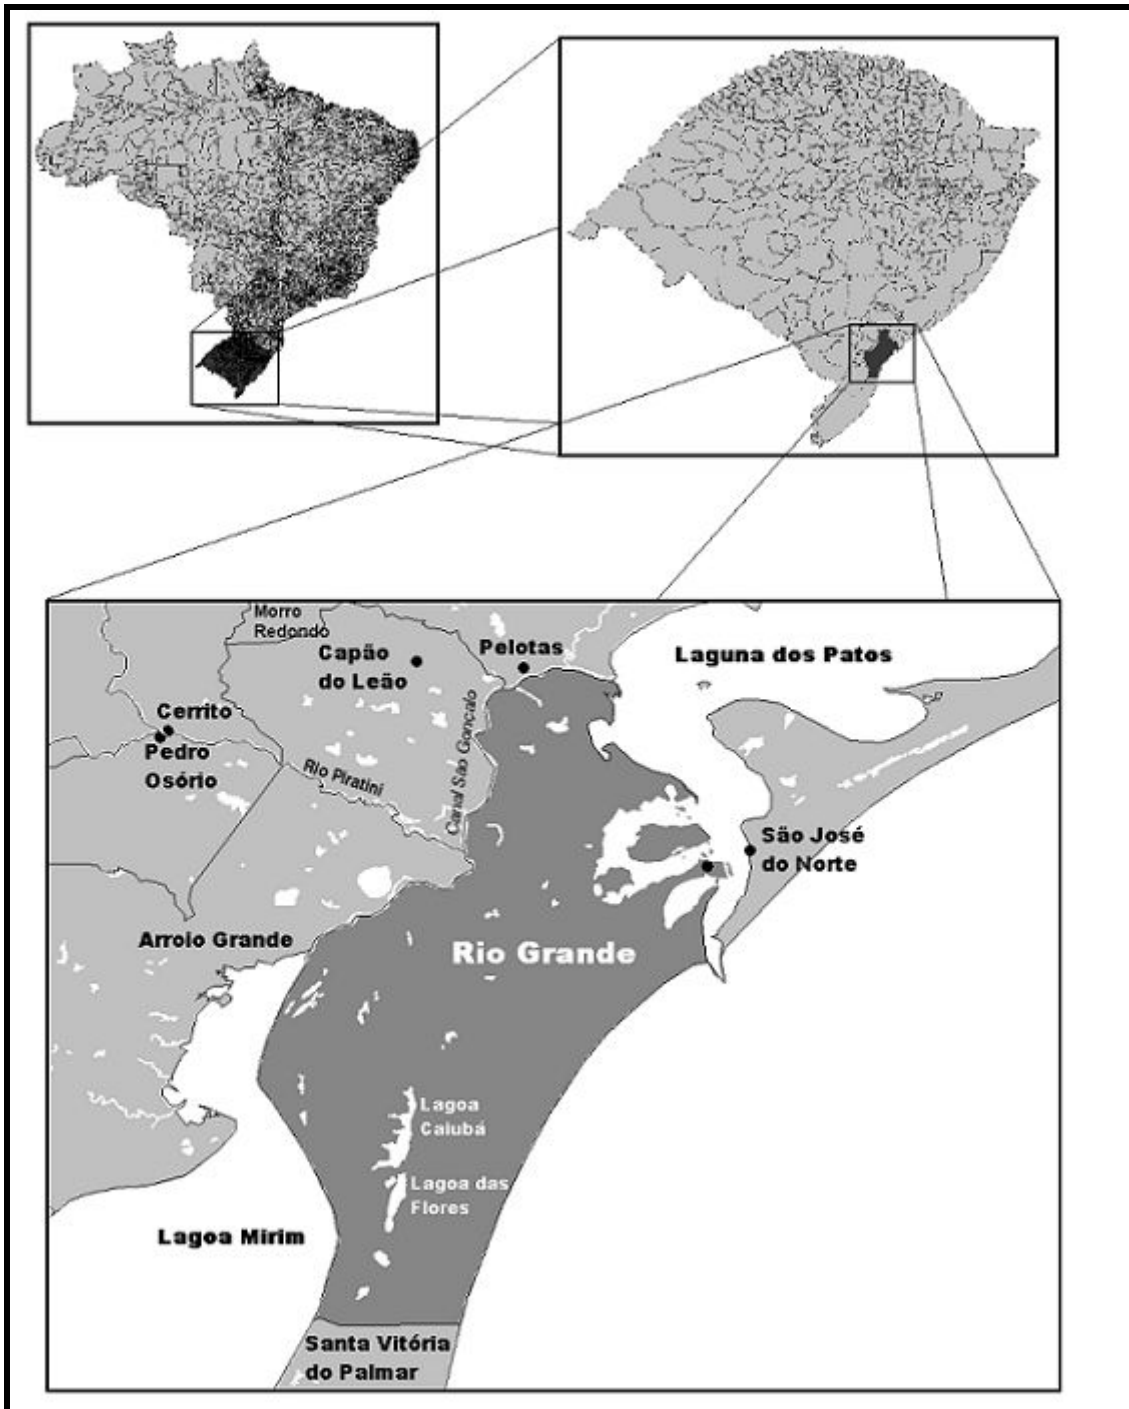 Morro
Redondo
Capão
do Leão
Pelotas
Laguna dos Patos
Cerrito
Pedro
Osório
Rio Piratini
Canal São Gonçalo
São José
do Norte
Arroio Grande
Rio Grande
Lagoa
Caiubá
Lagoa das
Flores
Lagoa Mirim
Santa Vitória
do Palmar